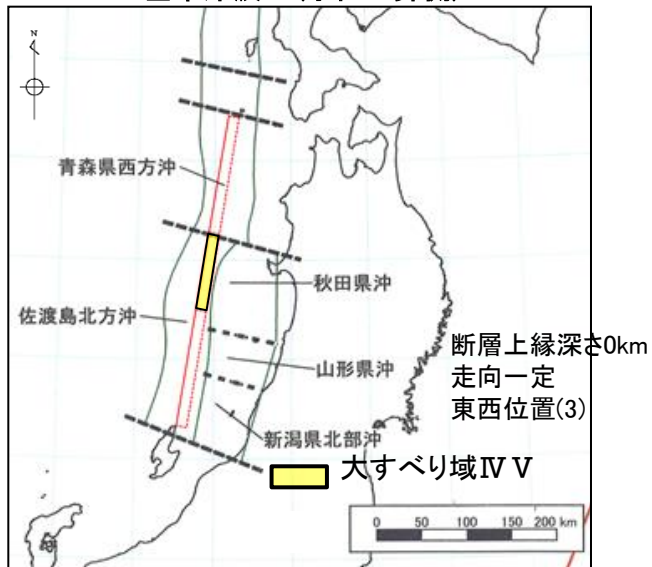 N
青森県西方沖
秋田県沖
佐渡島北方沖
山形県沖
新潟県北部沖
断層上縁深さ0km
走向一定
東西位置(3)
大すべり域ⅣⅤ
0 50 100 150 200 km